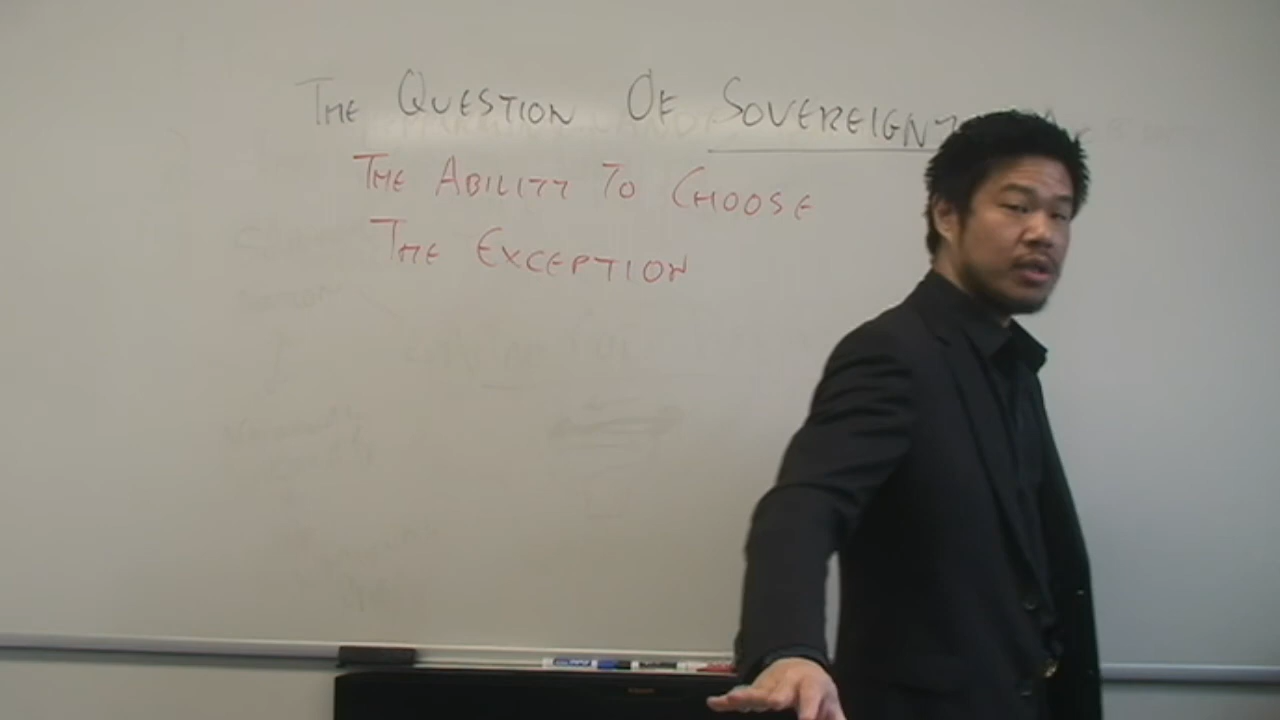 THE QUESTION OF SOVEREIGNTY
THE ABILITY TO CHOOSE
THE EXCEPTION